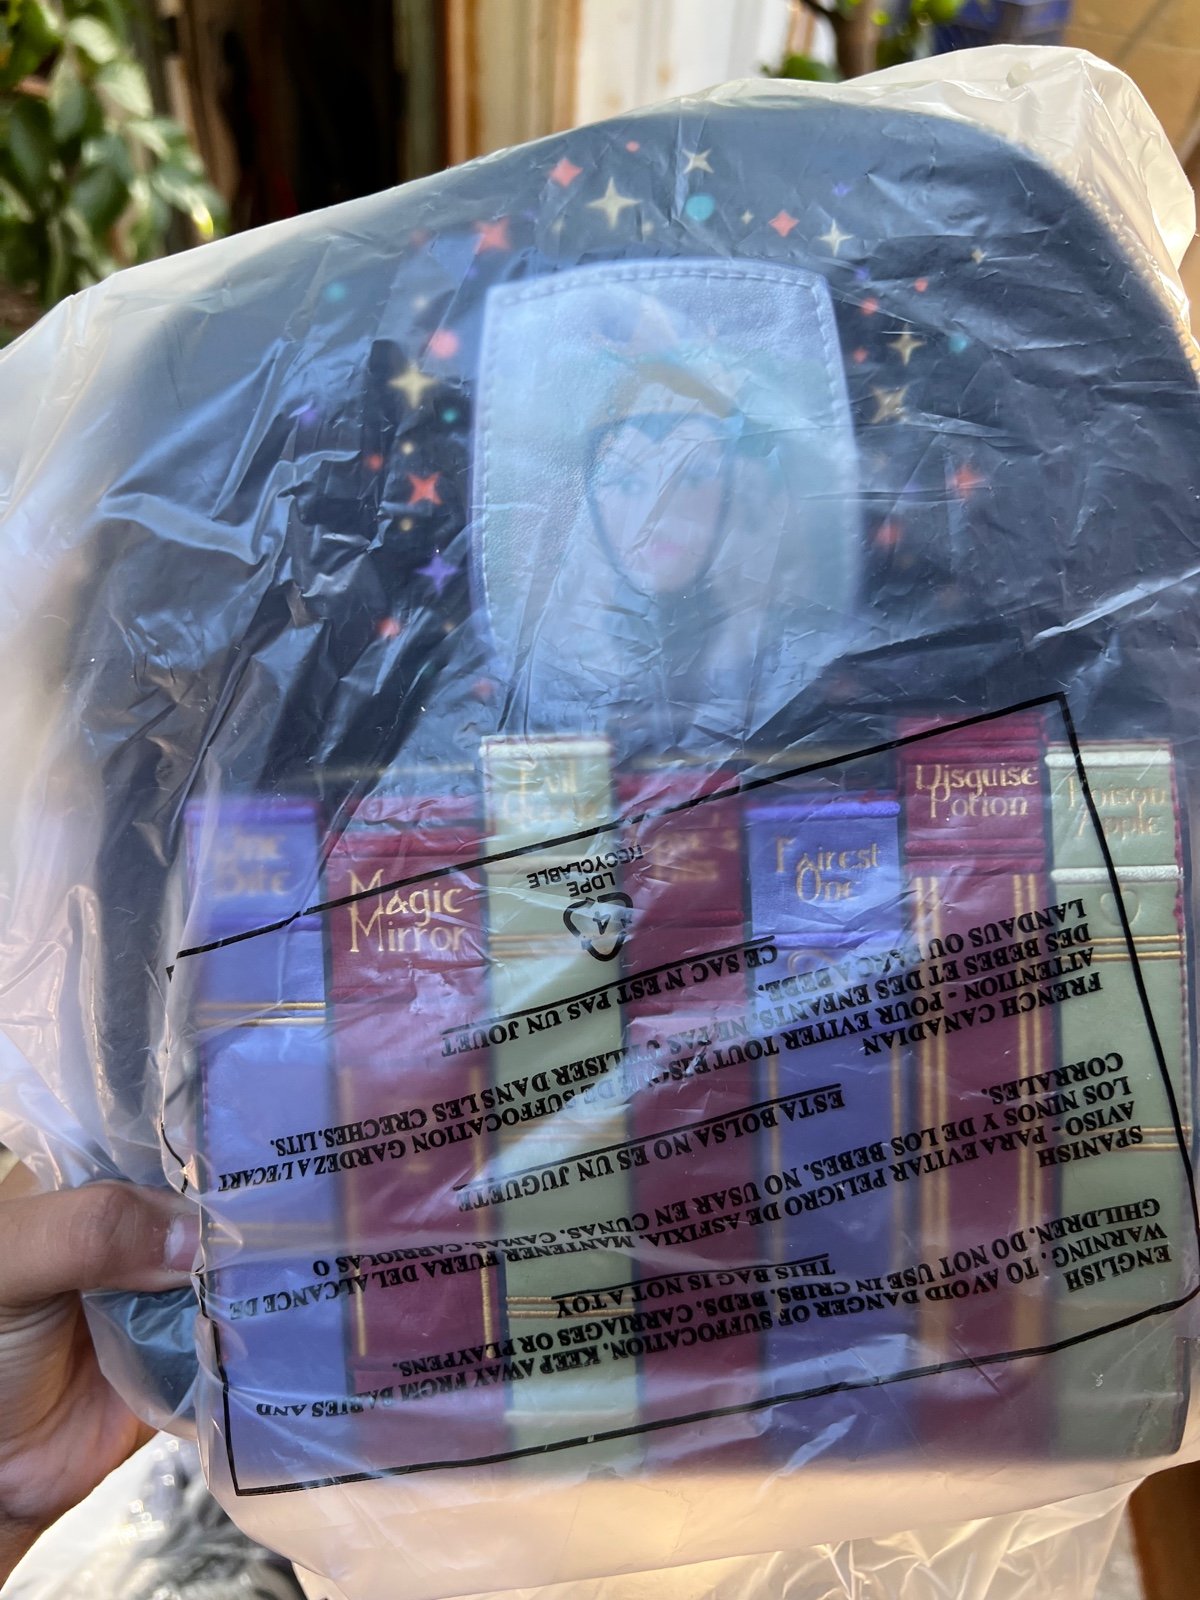 One
Bite
Magic
Mirror
Evil
Fairest
One
Disguise
Potion
Poison
Apple
ENGLISH
WARNING , TO AVOID DANGER OF SUFFOCATION, KEEP AWAY FROM BABIES AND
CHILDREN. DO NOT USE IN CRIBS, BEDS, CARRIAGES OR PLAYPENS.
THIS BAG IS NOT A TOY
SPANISH
AVISO - PARA EVITAR PELIGRO DE ASFIXIA. MANTENER FUERA DEL ALCANCE DE
LOS NINOS Y DE LOS BEBES. NO USAR EN CUNAS. CAMAS. CARRIOLAS O
CORRALES.
ESTA BOLSA NO ES UN JUGUETE
FRENCH CANADIAN
ATTENTION - POUR EVITTER TOUT RISQUE DE SUFFOCATION GARDEZ A L'ECART
DES BEBES ET DES ENFANTS, NE PAS UTILISER DANS LES CRECHES, LITS.
LANDAUS OU PARC A BEBE.
CE SAC N'EST PAS UN JOUET
4
LDPE
RECYCLABLE